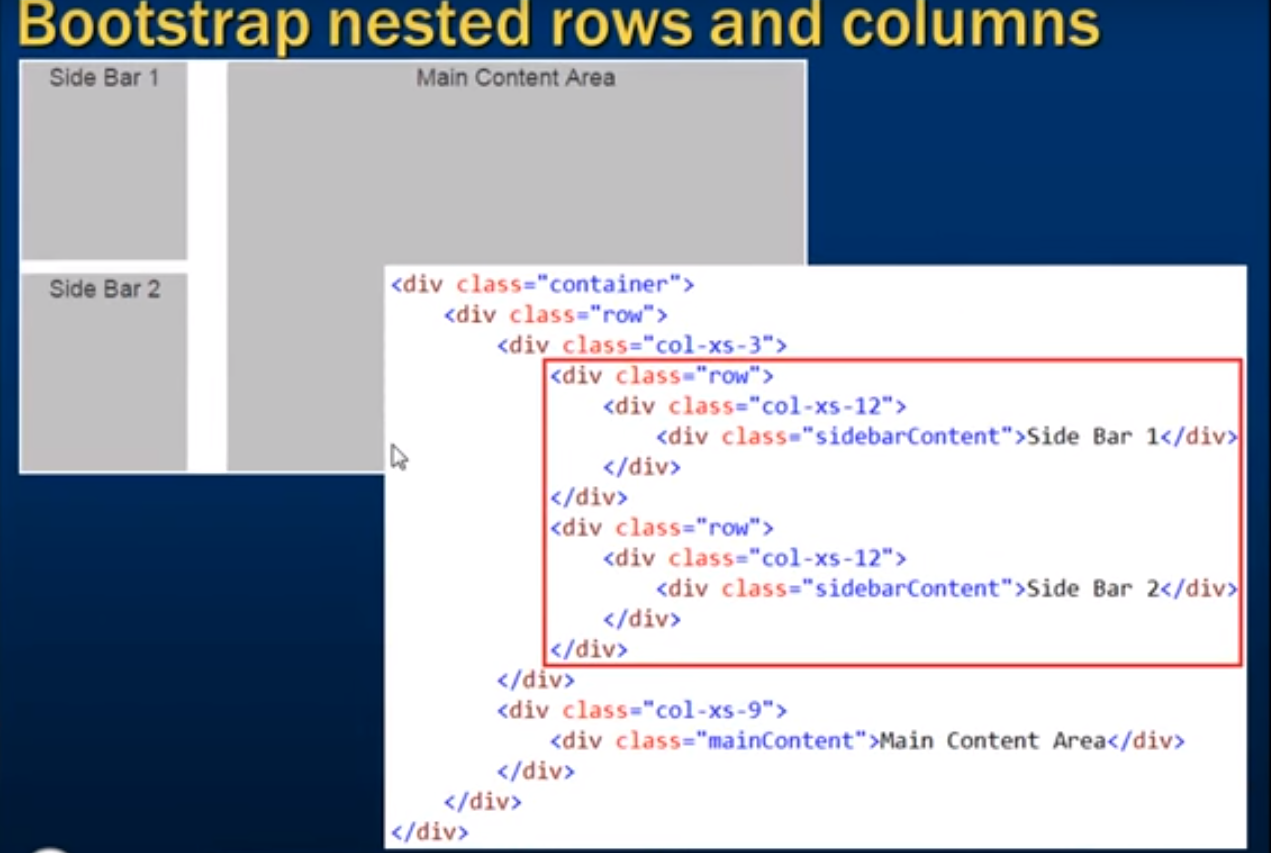 Bootstrap nested rows and columns
Side Bar 1
Main Content Area
Side Bar 2
<div class="container">
<div class="row">
<div class="col-xs-3">
<div class="row">
<div class="col-xs-12">
<div class="sidebarContent">Side Bar 1</div>
</div>
</div>
<div class="row">
<div class="col-xs-12">
<div class="sidebarContent">Side Bar 2</div>
</div>
</div>
</div>
<div class="col-xs-9">
<div class="mainContent">Main Content Area</div>
</div>
</div>
</div>